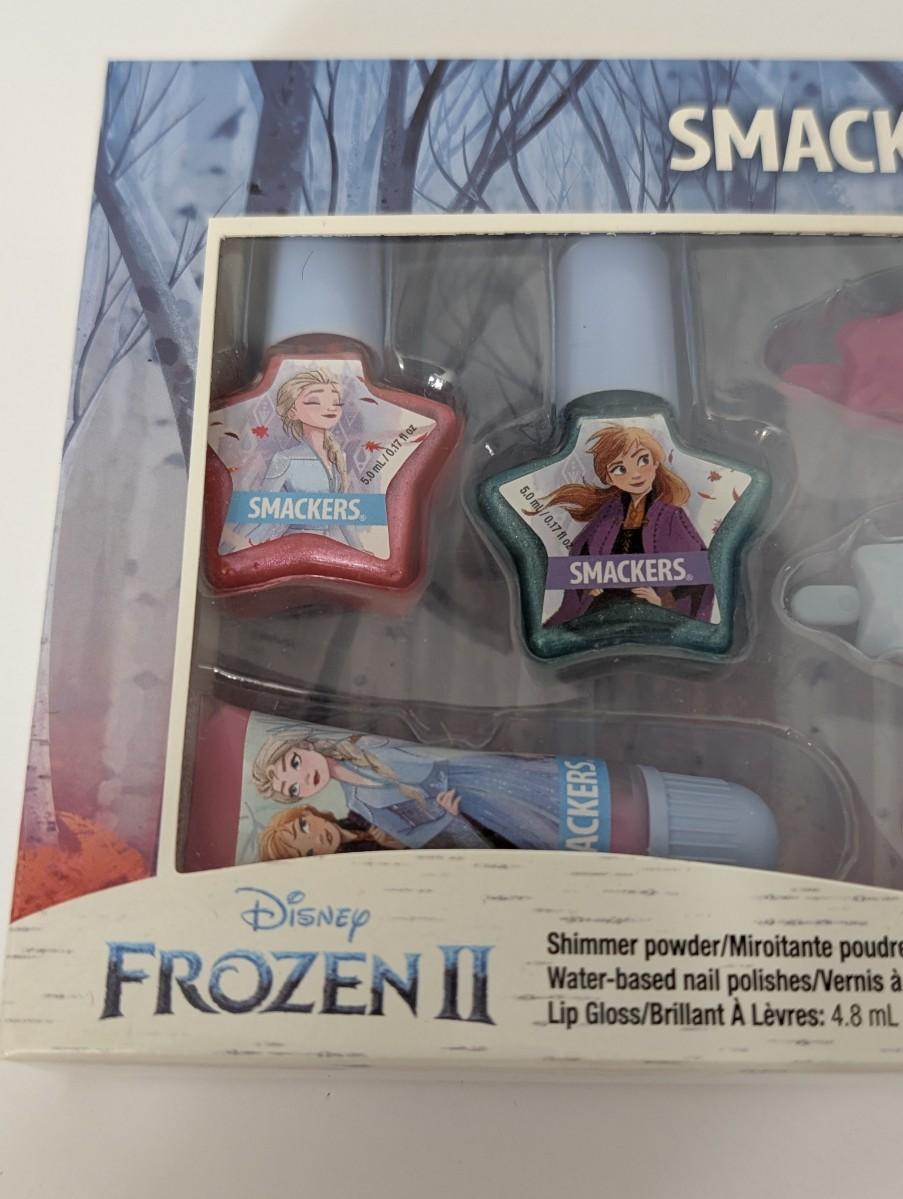 SMACK
5.0 mL / 0.17 fl oz
SMACKERS®
5.0 mL / 0.17 fl oz
SMACKERS®
ACKERS
Disney
FROZEN II
Shimmer powder/Miroitante poudre
Water-based nail polishes/Vernis à
Lip Gloss/Brillant À Lèvres: 4.8 mL